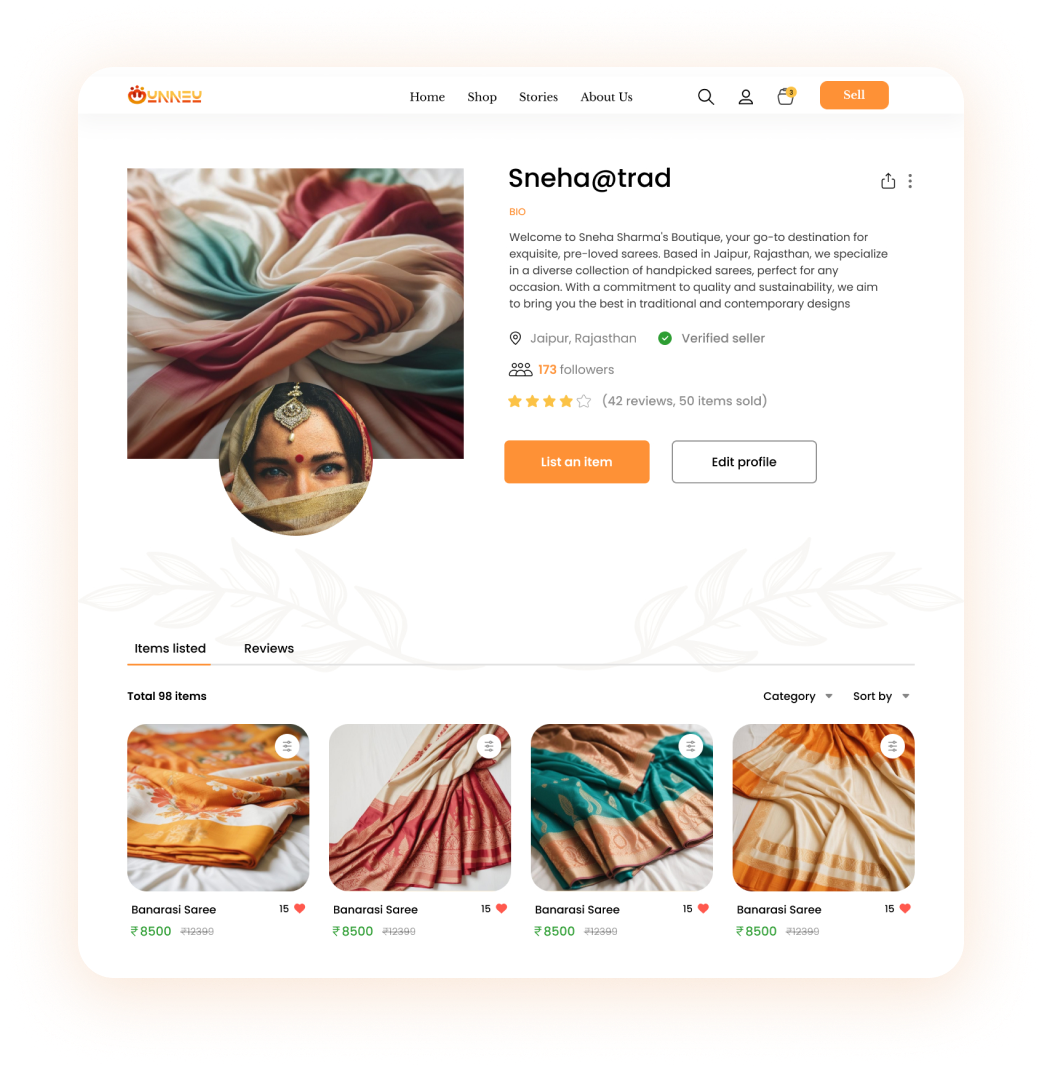 OUNNEY
Home Shop Stories About Us 3 Sell
Sneha@trad
BIO
Welcome to Sneha Sharma's Boutique, your go-to destination for
exquisite, pre-loved sarees. Based in Jaipur, Rajasthan, we specialize
in a diverse collection of handpicked sarees, perfect for any
occasion. With a commitment to quality and sustainability, we aim
to bring you the best in traditional and contemporary designs
Jaipur, Rajasthan Verified seller
173 followers
(42 reviews, 50 items sold)
List an item Edit profile
Items listed Reviews
Total 98 items Category Sort by
Banarasi Saree 15 Banarasi Saree 15 Banarasi Saree 15 Banarasi Saree 15
₹8500 ₹12390 ₹8500 ₹12390 ₹8500 ₹12390 ₹8500 ₹12390